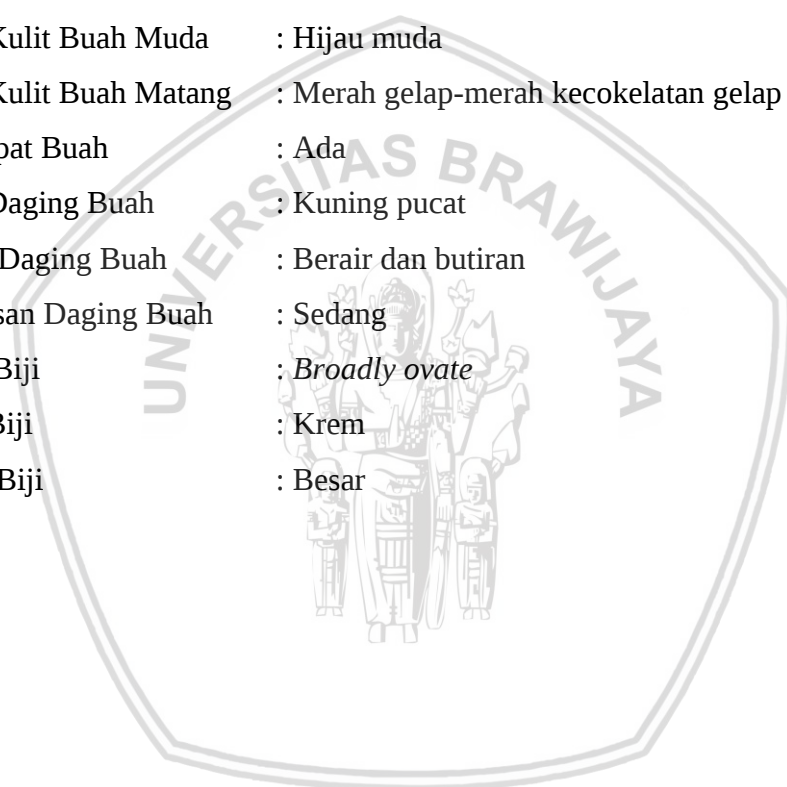 Kulit Buah Muda : Hijau muda
Kulit Buah Matang : Merah gelap-merah kecokelatan gelap
pat Buah : Ada
Daging Buah : Kuning pucat
Daging Buah : Berair dan butiran
san Daging Buah : Sedang
Biji : Broadly ovate
Biji : Krem
Biji : Besar
UNIVERSITAS BRAWIJAYA